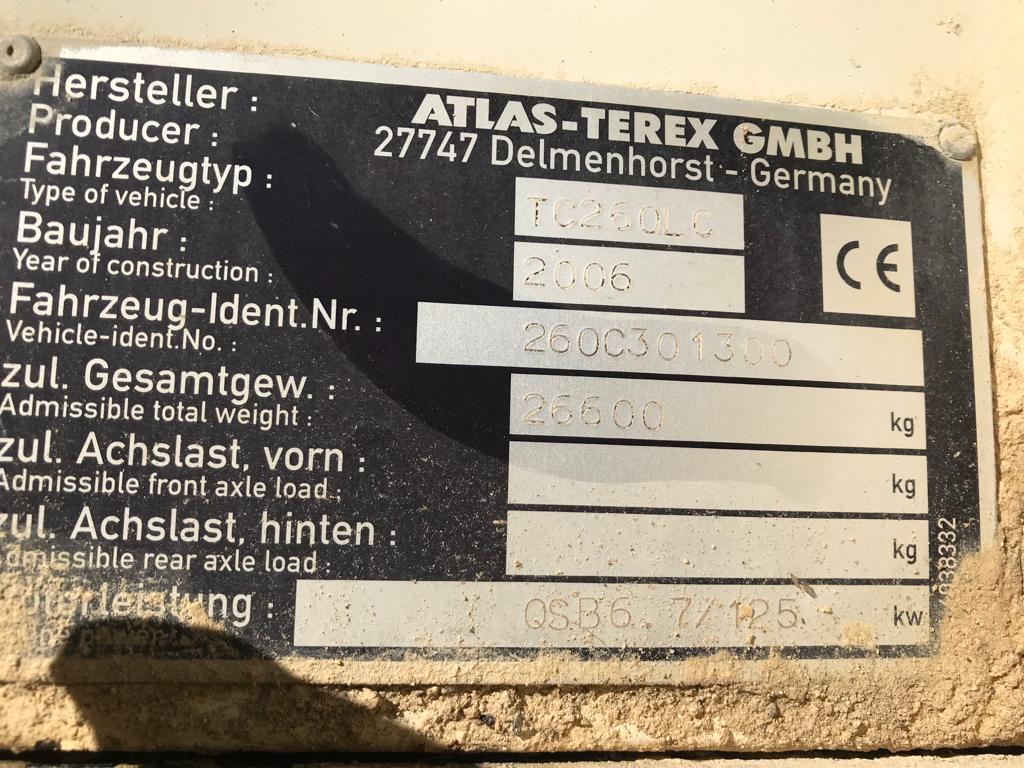 Hersteller : ATLAS-TEREX GMBH
Producer : 27747 Delmenhorst - Germany
Fahrzeugtyp : TC260LC
Type of vehicle :
Baujahr : 2006 CE
Year of construction :
Fahrzeug-Ident.Nr. : 260C301300
Vehicle-ident.No. :
zul. Gesamtgew. : 26600 kg
Admissible total weight :
zul. Achslast, vorn : kg
Admissible front axle load :
zul. Achslast, hinten : kg
Admissible rear axle load :
QSB6.7/125 kw